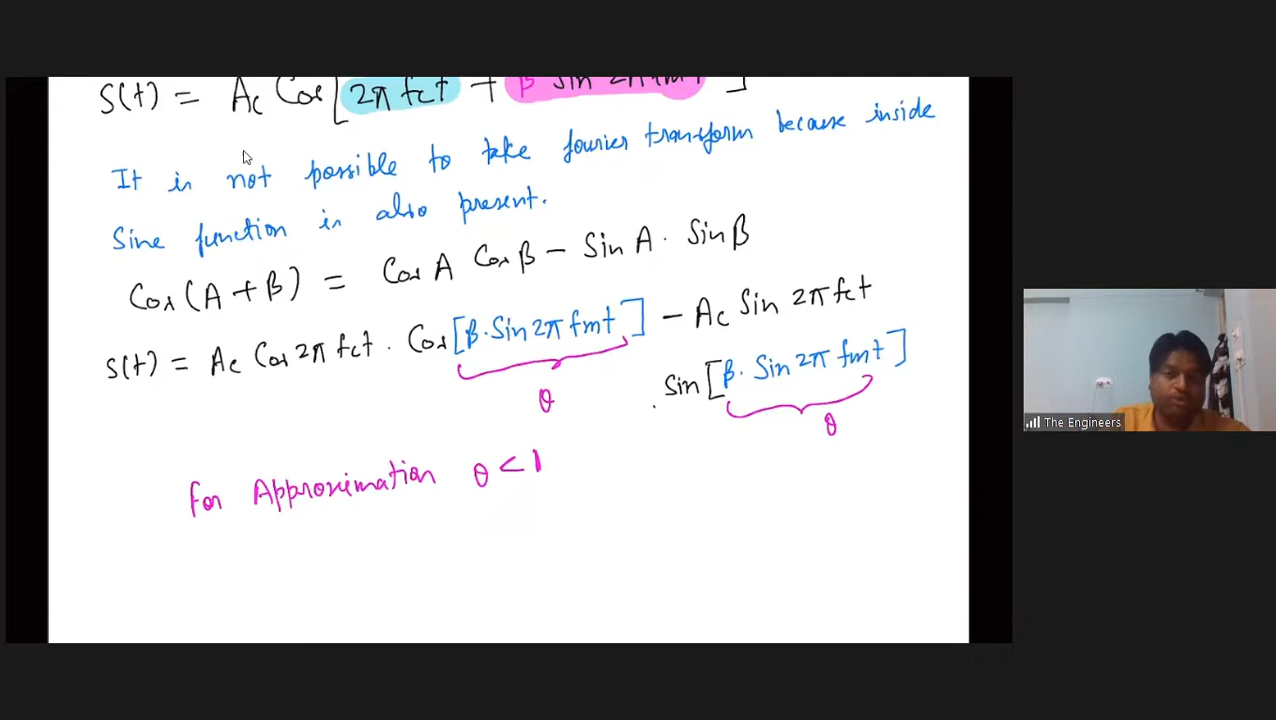 S(t) = Ac Cos[2π fct + β Sin 2π fmt]
It is not possible to take fourier transform because inside
Sine function is also present.
Cos(A+B) = Cos A Cos B - Sin A. Sin B
S(t) = Ac Cos 2π fct. Cos[β. Sin 2π fmt] - Ac Sin 2π fct
. Sin[β. Sin 2π fmt]
θ
θ
For Approximation θ < 1
The Engineers